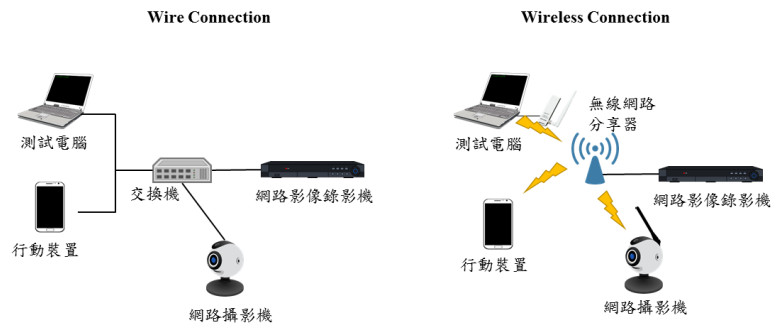 Wire Connection
測試電腦
交換機
網路影像錄影機
行動裝置
網路攝影機
Wireless Connection
無線網路
分享器
測試電腦
網路影像錄影機
行動裝置
網路攝影機